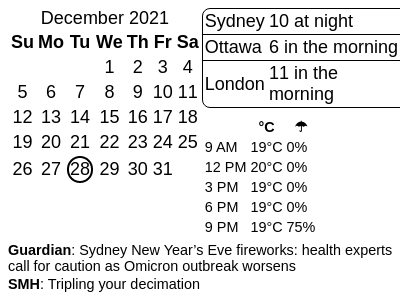 December 2021
Su Mo Tu We Th Fr Sa
1 2 3 4
5 6 7 8 9 10 11
12 13 14 15 16 17 18
19 20 21 22 23 24 25
26 27 28 29 30 31
Sydney 10 at night
Ottawa 6 in the morning
London 11 in the
morning
°C ☂
9 AM 19°C 0%
12 PM 20°C 0%
3 PM 19°C 0%
6 PM 19°C 0%
9 PM 19°C 75%
Guardian: Sydney New Year’s Eve fireworks: health experts
call for caution as Omicron outbreak worsens
SMH: Tripling your decimation